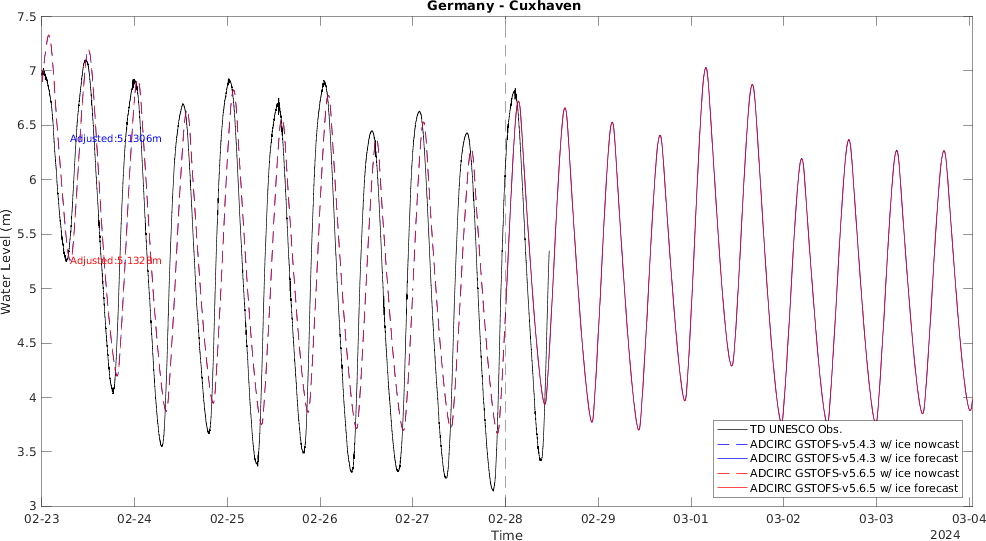 Germany - Cuxhaven
7.5
7
6.5
6
5.5
5
4.5
4
3.5
3
Water Level (m)
Adjusted:5.1306m
Adjusted:5.1328m
TD UNESCO Obs.
ADCIRC GSTOFS-v5.4.3 w/ ice nowcast
ADCIRC GSTOFS-v5.4.3 w/ ice forecast
ADCIRC GSTOFS-v5.6.5 w/ ice nowcast
ADCIRC GSTOFS-v5.6.5 w/ ice forecast
02-23 02-24 02-25 02-26 02-27 02-28 02-29 03-01 03-02 03-03 03-04
Time
2024